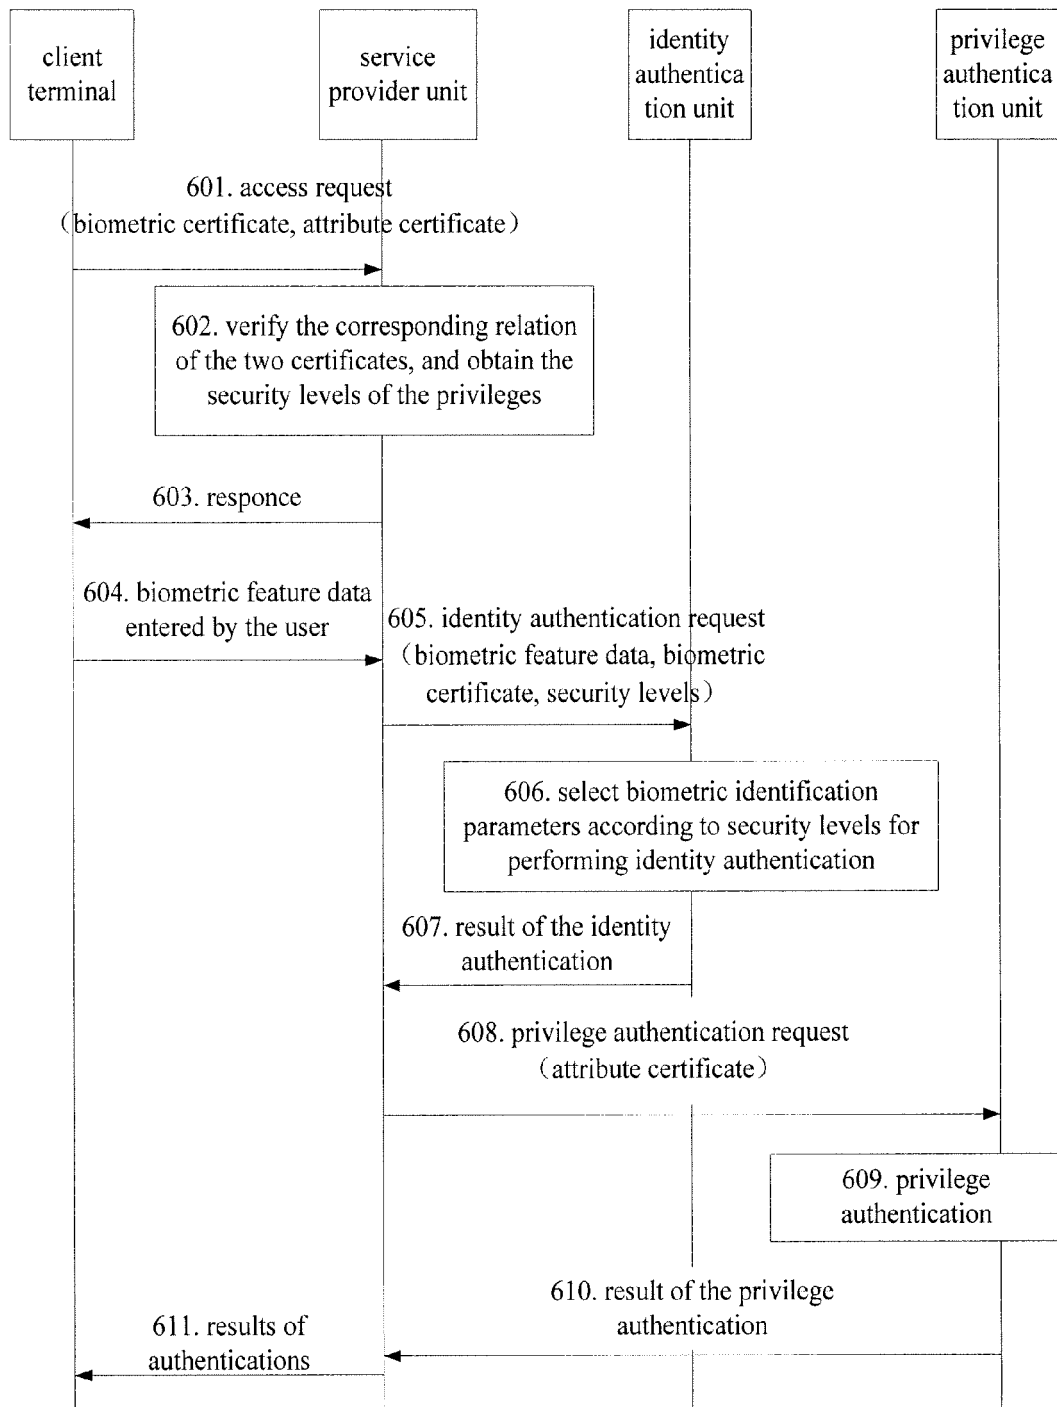 client
terminal
service
provider unit
identity
authentica
tion unit
privilege
authentica
tion unit
601. access request
（biometric certificate, attribute certificate）
602. verify the corresponding relation
of the two certificates, and obtain the
security levels of the privileges
603. responce
604. biometric feature data
entered by the user
605. identity authentication request
（biometric feature data, biometric
certificate, security levels）
606. select biometric identification
parameters according to security levels for
performing identity authentication
607. result of the identity
authentication
608. privilege authentication request
（attribute certificate）
609. privilege
authentication
610. result of the privilege
authentication
611. results of
authentications